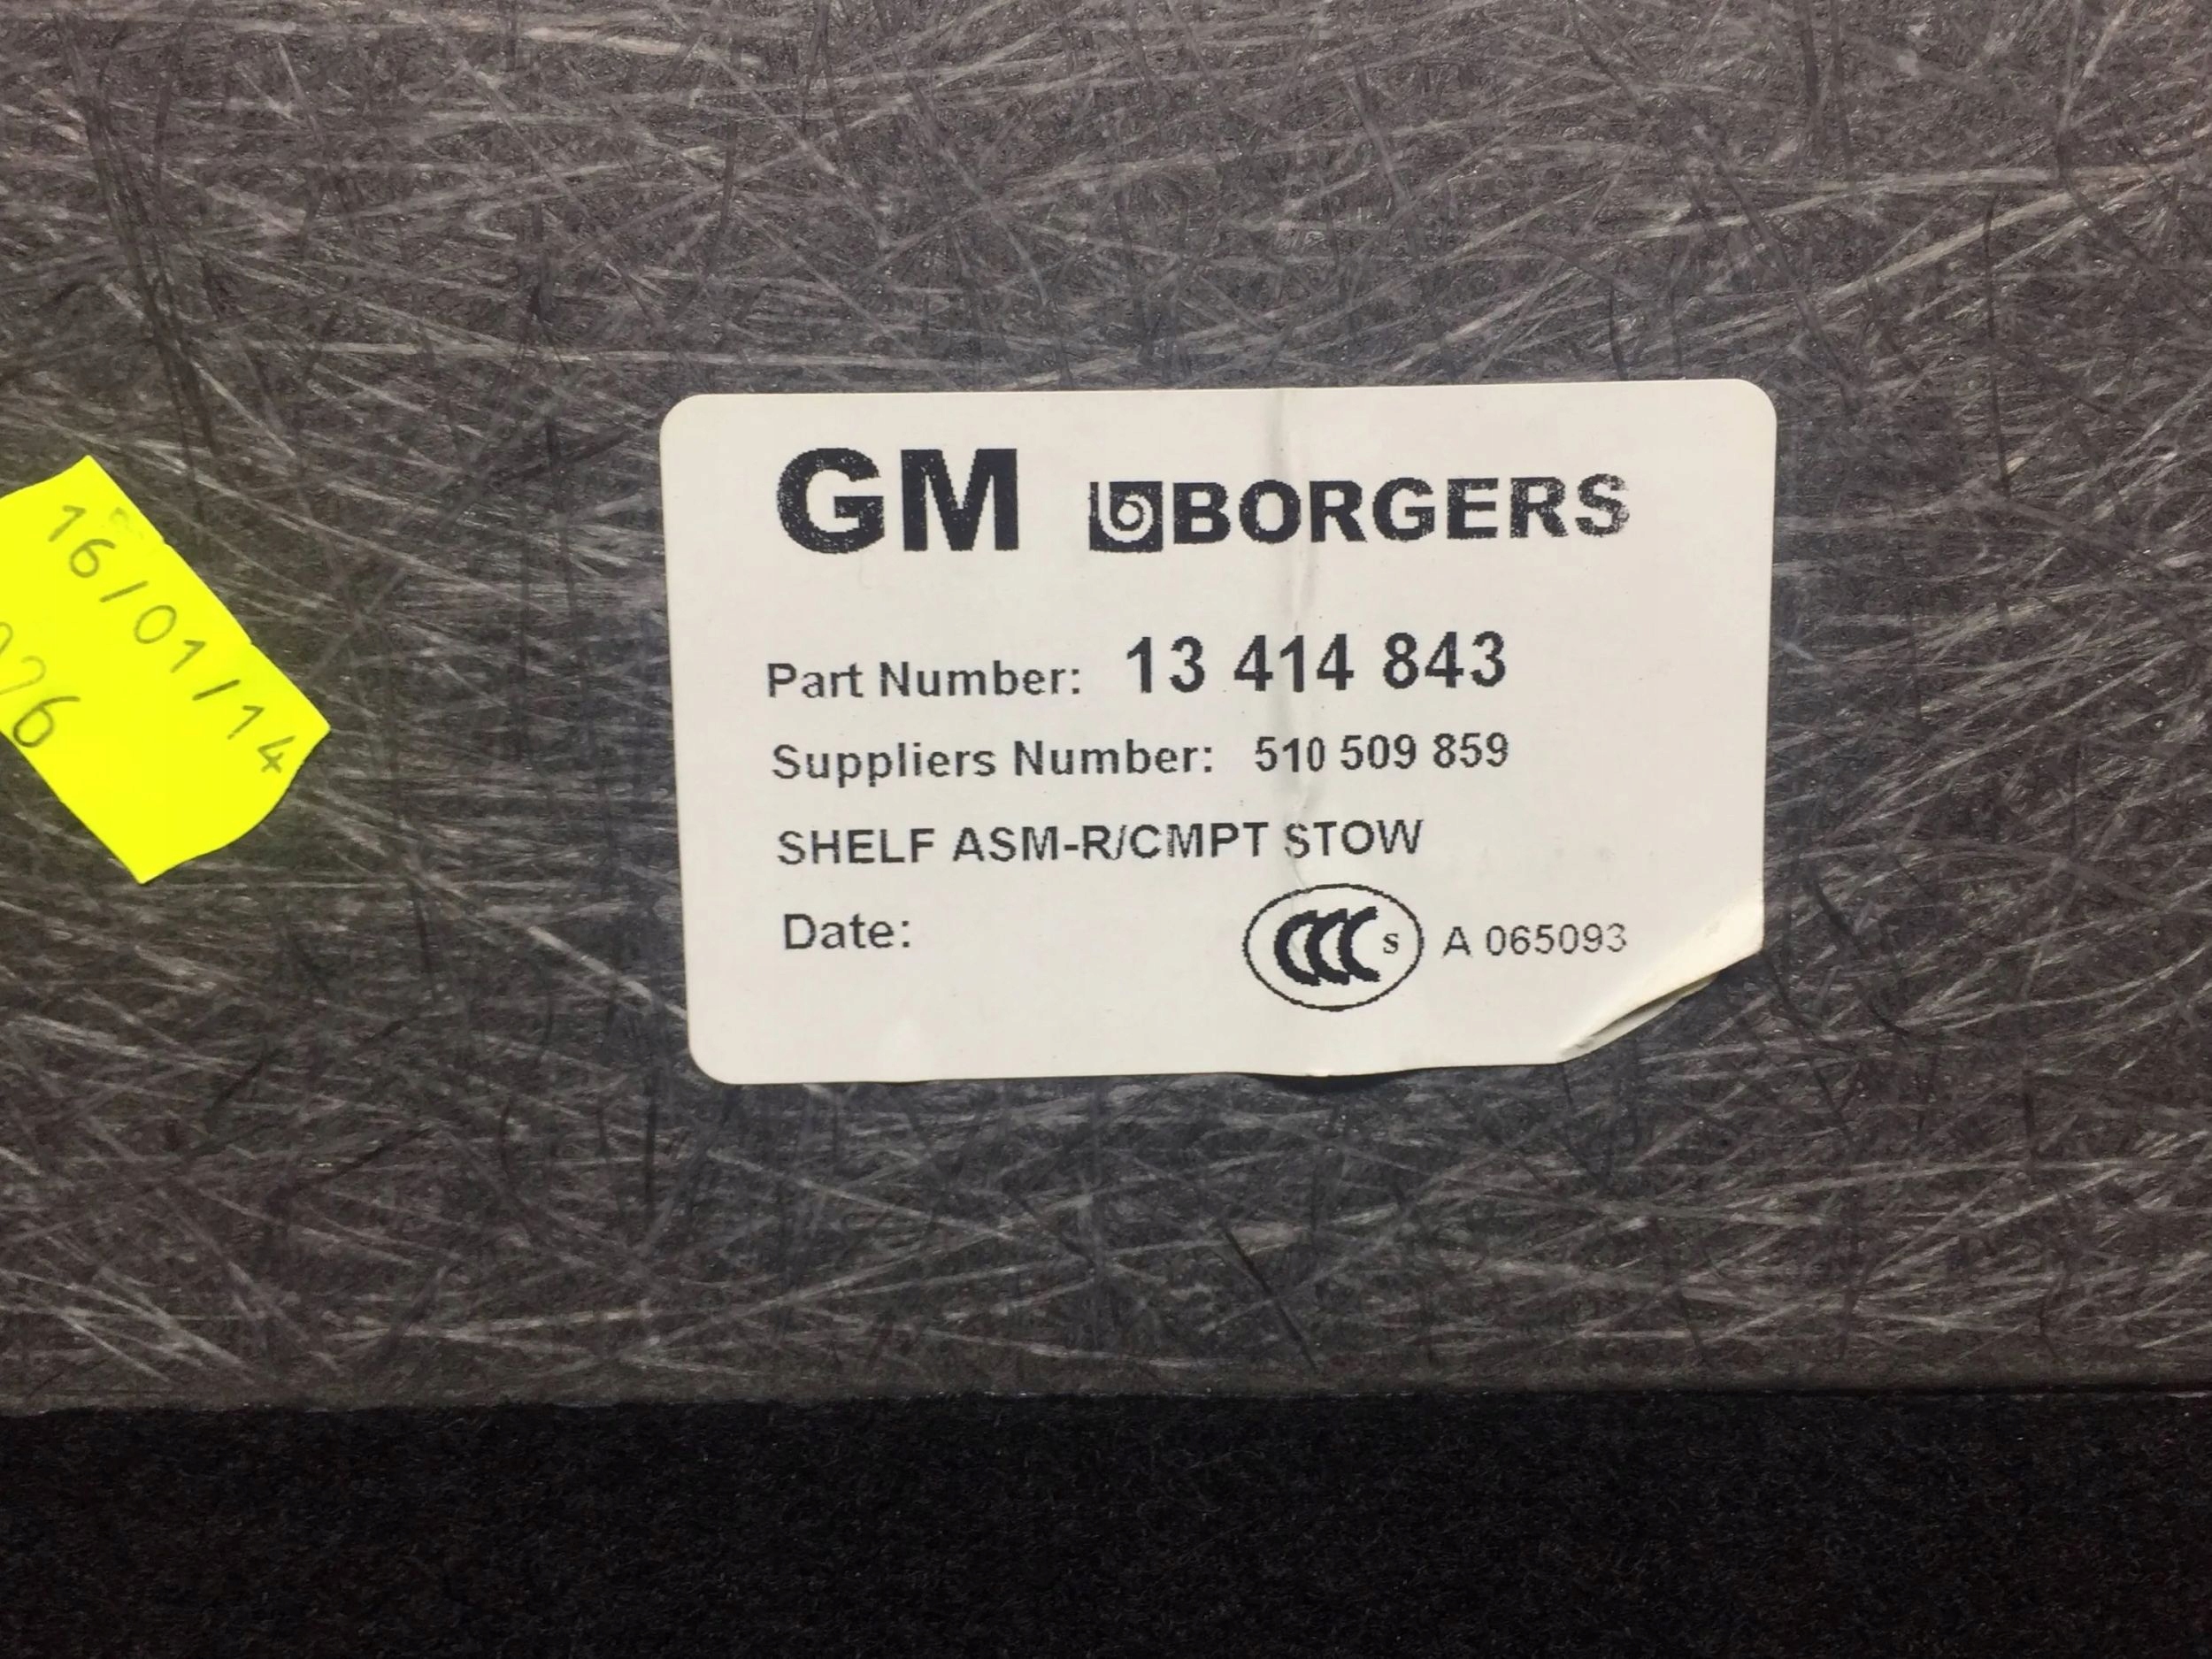 GM BORGERS
Part Number: 13 414 843
Suppliers Number: 510 509 859
SHELF ASM-R/CMPT STOW
Date:
CCC S A 065093
16/01/14